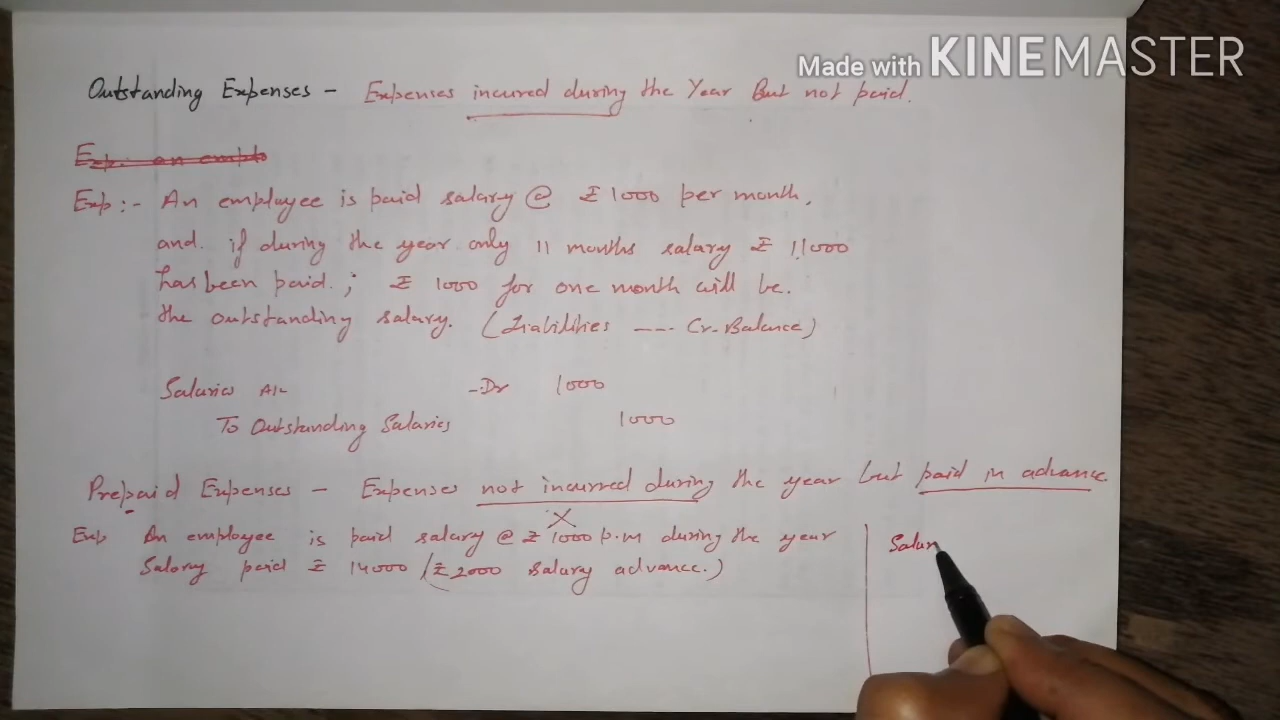 Made with KINEMASTER
Outstanding Expenses - Expenses incured during the Year But not paid.
Exp:- An employee is paid salary @ ₹ 1000 per month,
and. if during the year only 11 months salary ₹ 11000
has been paid. ; ₹ 1000 for one month will be.
the outstanding salary. (Liabilities --- Cr. Balance)
Salaries A/c -Dr 1000
To Outstanding Salaries 1000
Prepaid Expenses - Expenses not incurred during the year but paid in advance.
Exp An employee is paid salary @ ₹ 1000 p.m during the year
Salary paid ₹ 14000 (₹ 2000 salary advance.)
Salar